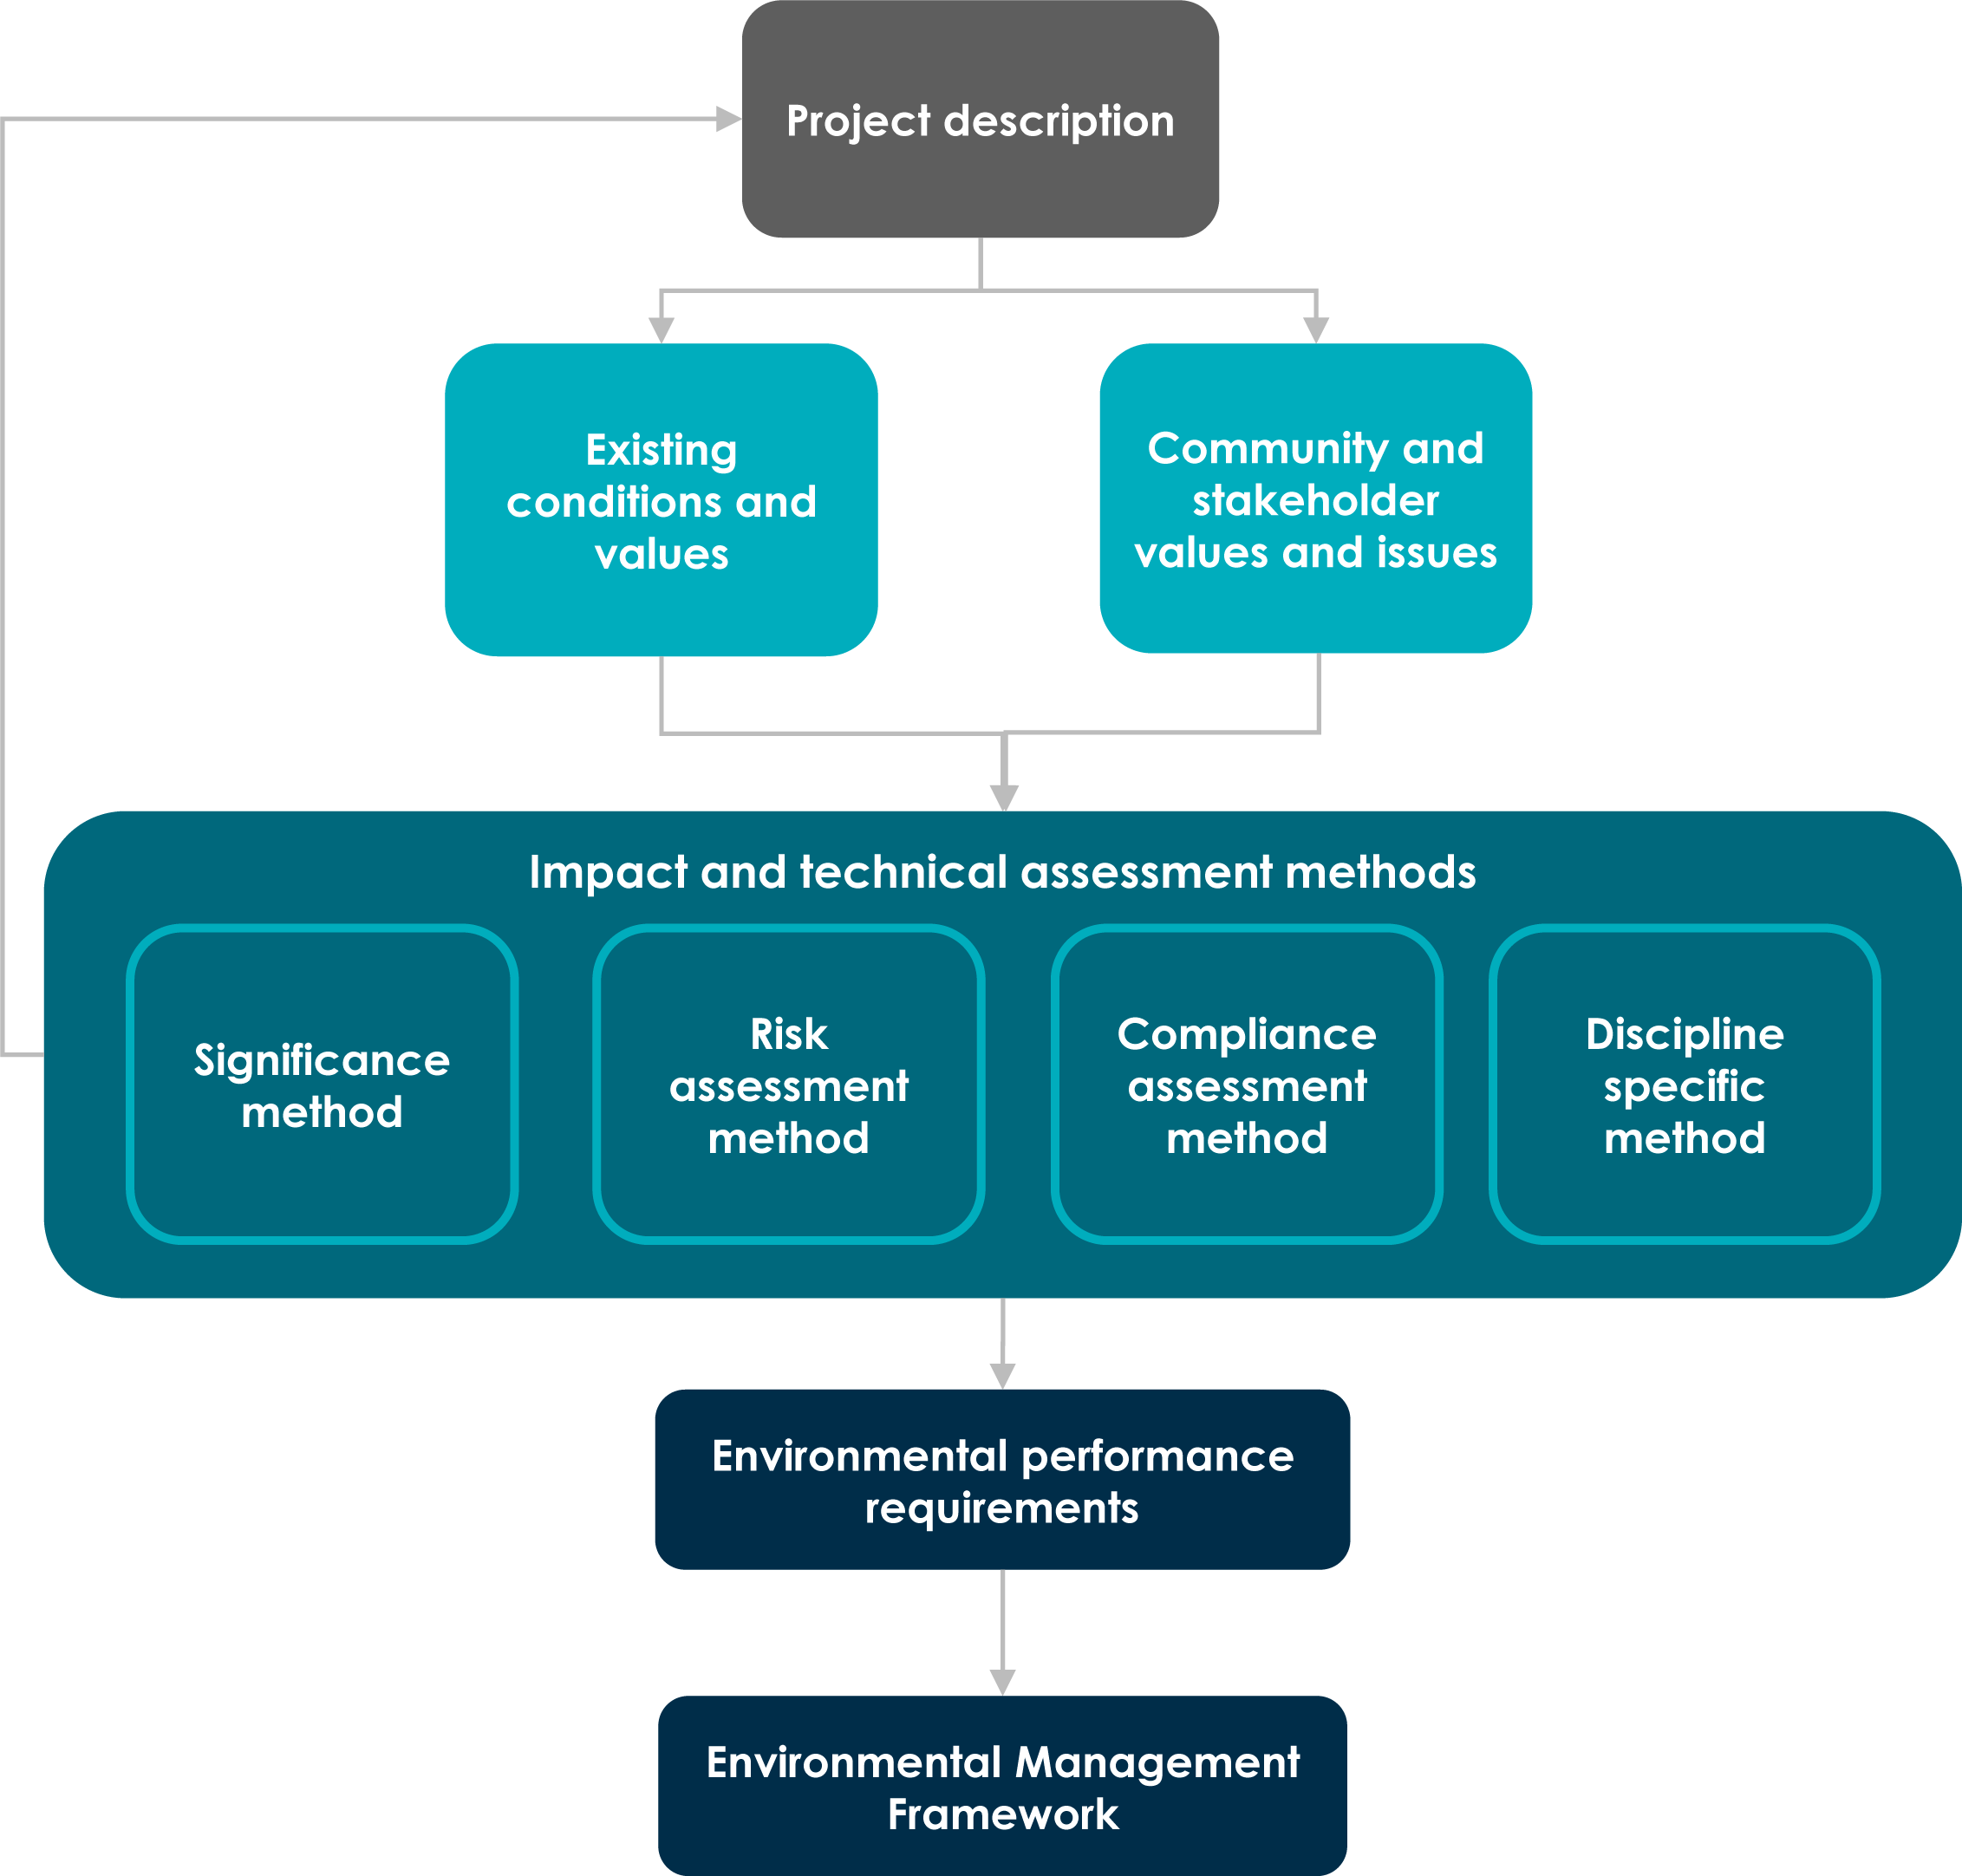 Project description
Existing
conditions and
values
Community and
stakeholder
values and issues
Impact and technical assessment methods
Significance
method
Risk
assessment
method
Compliance
assessment
method
Discipline
specific
method
Environmental performance
requirements
Environmental Management
Framework